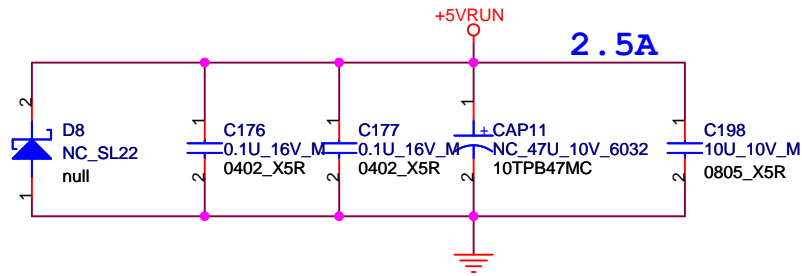 +5VRUN
2.5A
2
D8
NC_SL22
null
1
1
C176
0.1U_16V_M
0402_X5R
2
1
C177
0.1U_16V_M
0402_X5R
2
1
+
CAP11
NC_47U_10V_6032
10TPB47MC
2
1
C198
10U_10V_M
0805_X5R
2